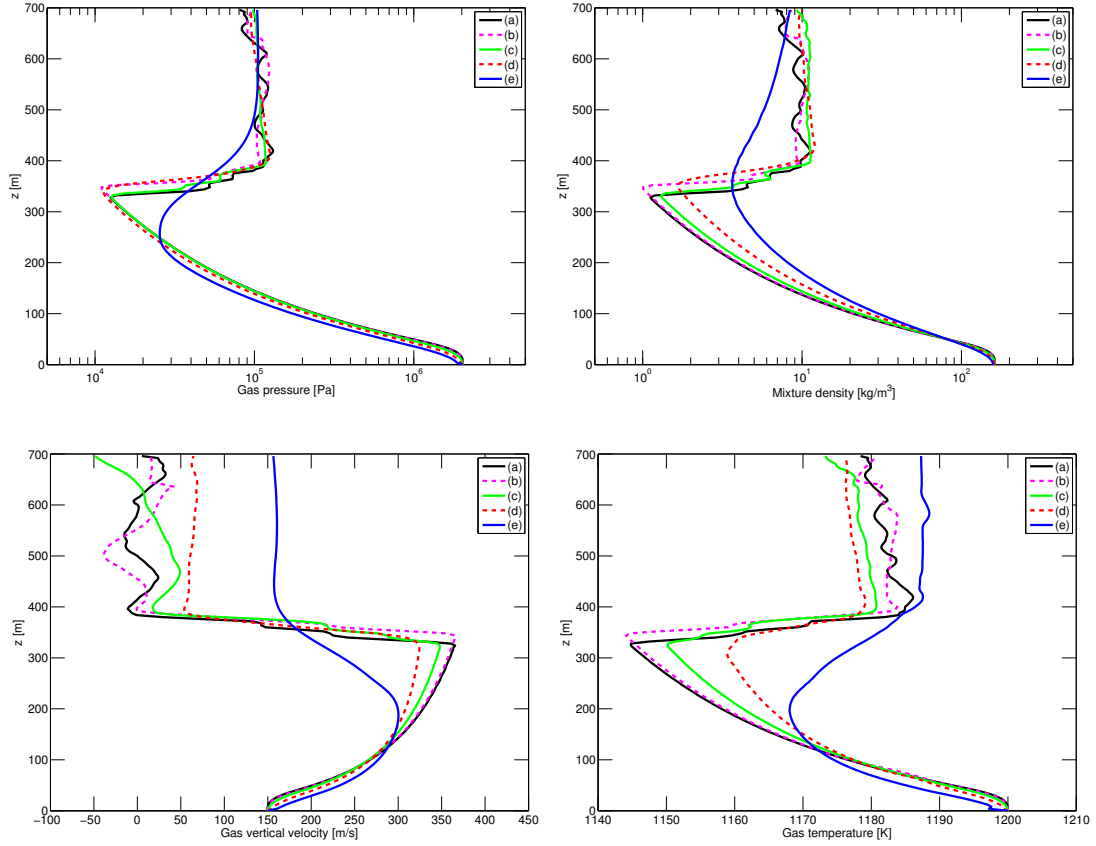 700
600
500
400
300
200
100
0
z [m]
10^4
10^5
10^6
Gas pressure [Pa]
(a)
(b)
(c)
(d)
(e)
700
600
500
400
300
200
100
0
z [m]
10^0
10^1
10^2
Mixture density [kg/m^3]
(a)
(b)
(c)
(d)
(e)
700
600
500
400
300
200
100
0
z [m]
−100 −50 0 50 100 150 200 250 300 350 400 450
Gas vertical velocity [m/s]
(a)
(b)
(c)
(d)
(e)
700
600
500
400
300
200
100
0
z [m]
1140 1150 1160 1170 1180 1190 1200 1210
Gas temperature [K]
(a)
(b)
(c)
(d)
(e)